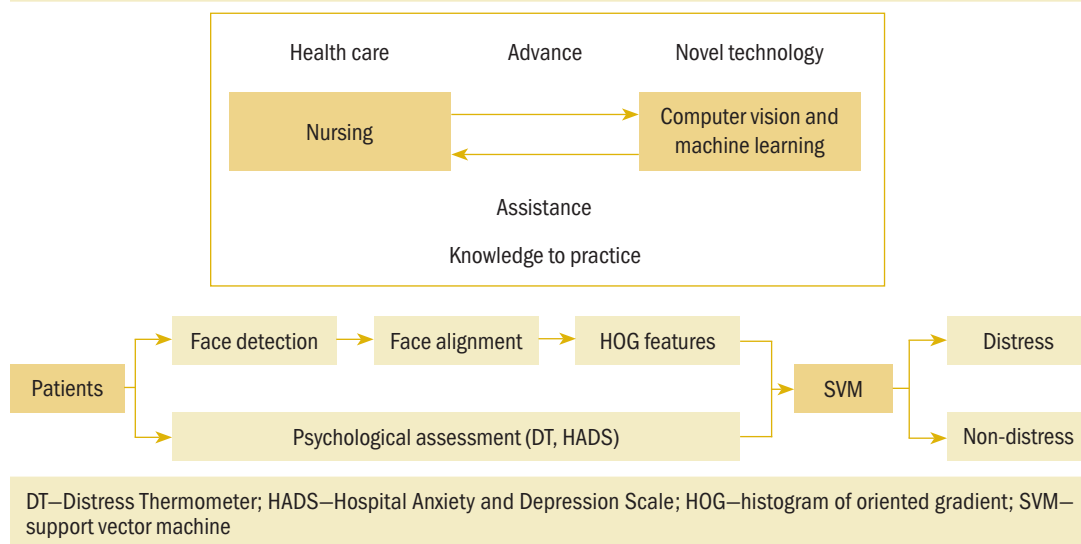 Health care Advance Novel technology
Nursing
Computer vision and
machine learning
Assistance
Knowledge to practice
Face detection
Face alignment
HOG features
Distress
Patients
SVM
Psychological assessment (DT, HADS)
Non-distress
DT—Distress Thermometer; HADS—Hospital Anxiety and Depression Scale; HOG—histogram of oriented gradient; SVM—
support vector machine